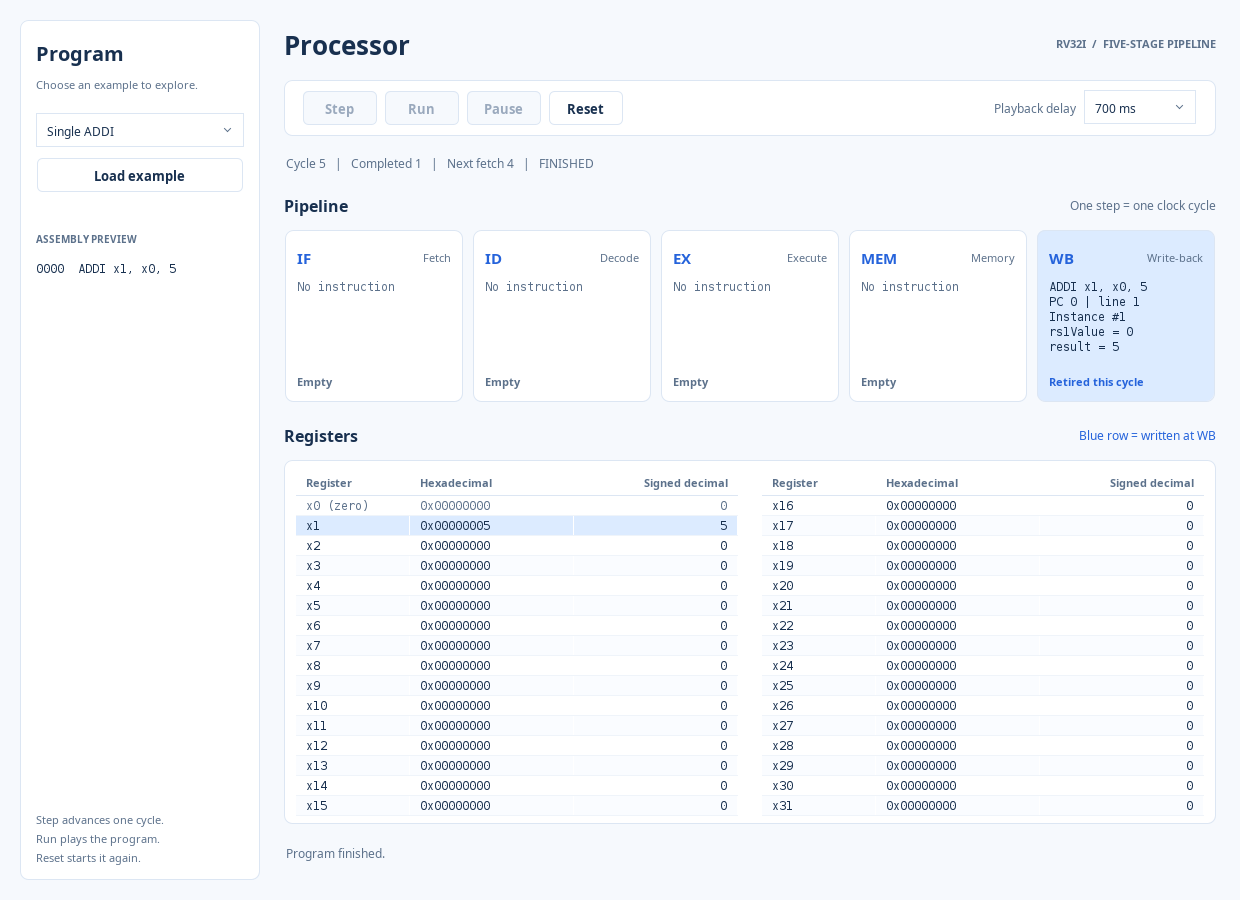 Program
Choose an example to explore.
Single ADDI
Load example
ASSEMBLY PREVIEW
0000  ADDI x1, x0, 5
Step advances one cycle.
Run plays the program.
Reset starts it again.
Processor
RV32I / FIVE-STAGE PIPELINE
Step Run Pause Reset Playback delay 700 ms
Cycle 5 | Completed 1 | Next fetch 4 | FINISHED
Pipeline
One step = one clock cycle
IF Fetch
No instruction
Empty
ID Decode
No instruction
Empty
EX Execute
No instruction
Empty
MEM Memory
No instruction
Empty
WB Write-back
ADDI x1, x0, 5
PC 0 | line 1
Instance #1
rs1Value = 0
result = 5
Retired this cycle
Registers
Blue row = written at WB
Register Hexadecimal Signed decimal
x0 (zero) 0x00000000 0
x1 0x00000005 5
x2 0x00000000 0
x3 0x00000000 0
x4 0x00000000 0
x5 0x00000000 0
x6 0x00000000 0
x7 0x00000000 0
x8 0x00000000 0
x9 0x00000000 0
x10 0x00000000 0
x11 0x00000000 0
x12 0x00000000 0
x13 0x00000000 0
x14 0x00000000 0
x15 0x00000000 0
Register Hexadecimal Signed decimal
x16 0x00000000 0
x17 0x00000000 0
x18 0x00000000 0
x19 0x00000000 0
x20 0x00000000 0
x21 0x00000000 0
x22 0x00000000 0
x23 0x00000000 0
x24 0x00000000 0
x25 0x00000000 0
x26 0x00000000 0
x27 0x00000000 0
x28 0x00000000 0
x29 0x00000000 0
x30 0x00000000 0
x31 0x00000000 0
Program finished.